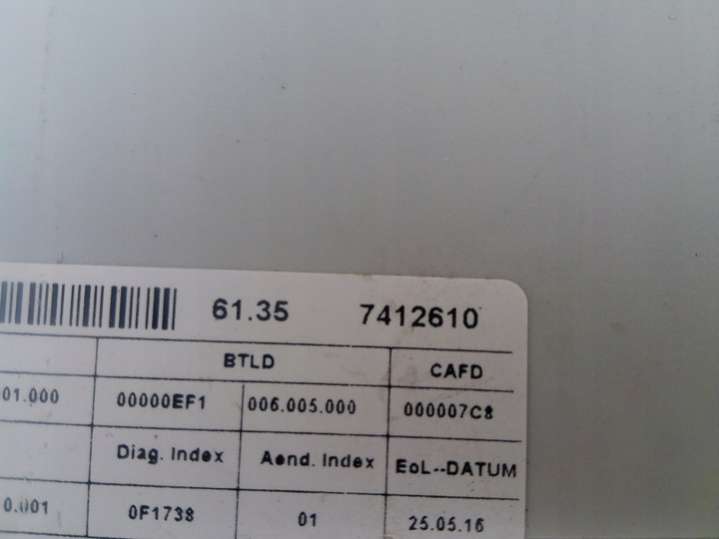 61.35 7412610
BTLD CAFD
01.000 00000EF1 006.005.000 000007C8
Diag. Index Aend. Index EoL--DATUM
0.001 0F1738 01 25.05.16